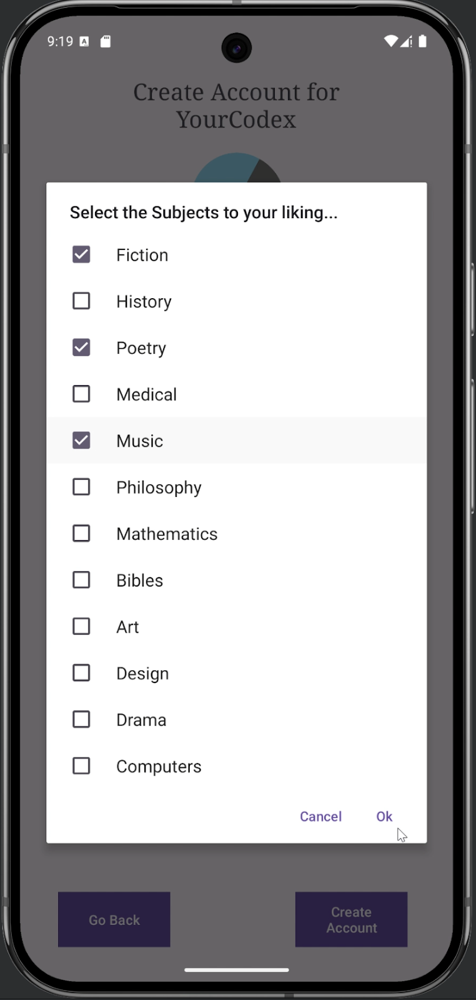 9:19
Create Account for
YourCodex
Select the Subjects to your liking...
Fiction
History
Poetry
Medical
Music
Philosophy
Mathematics
Bibles
Art
Design
Drama
Computers
Cancel Ok
Go Back
Create
Account